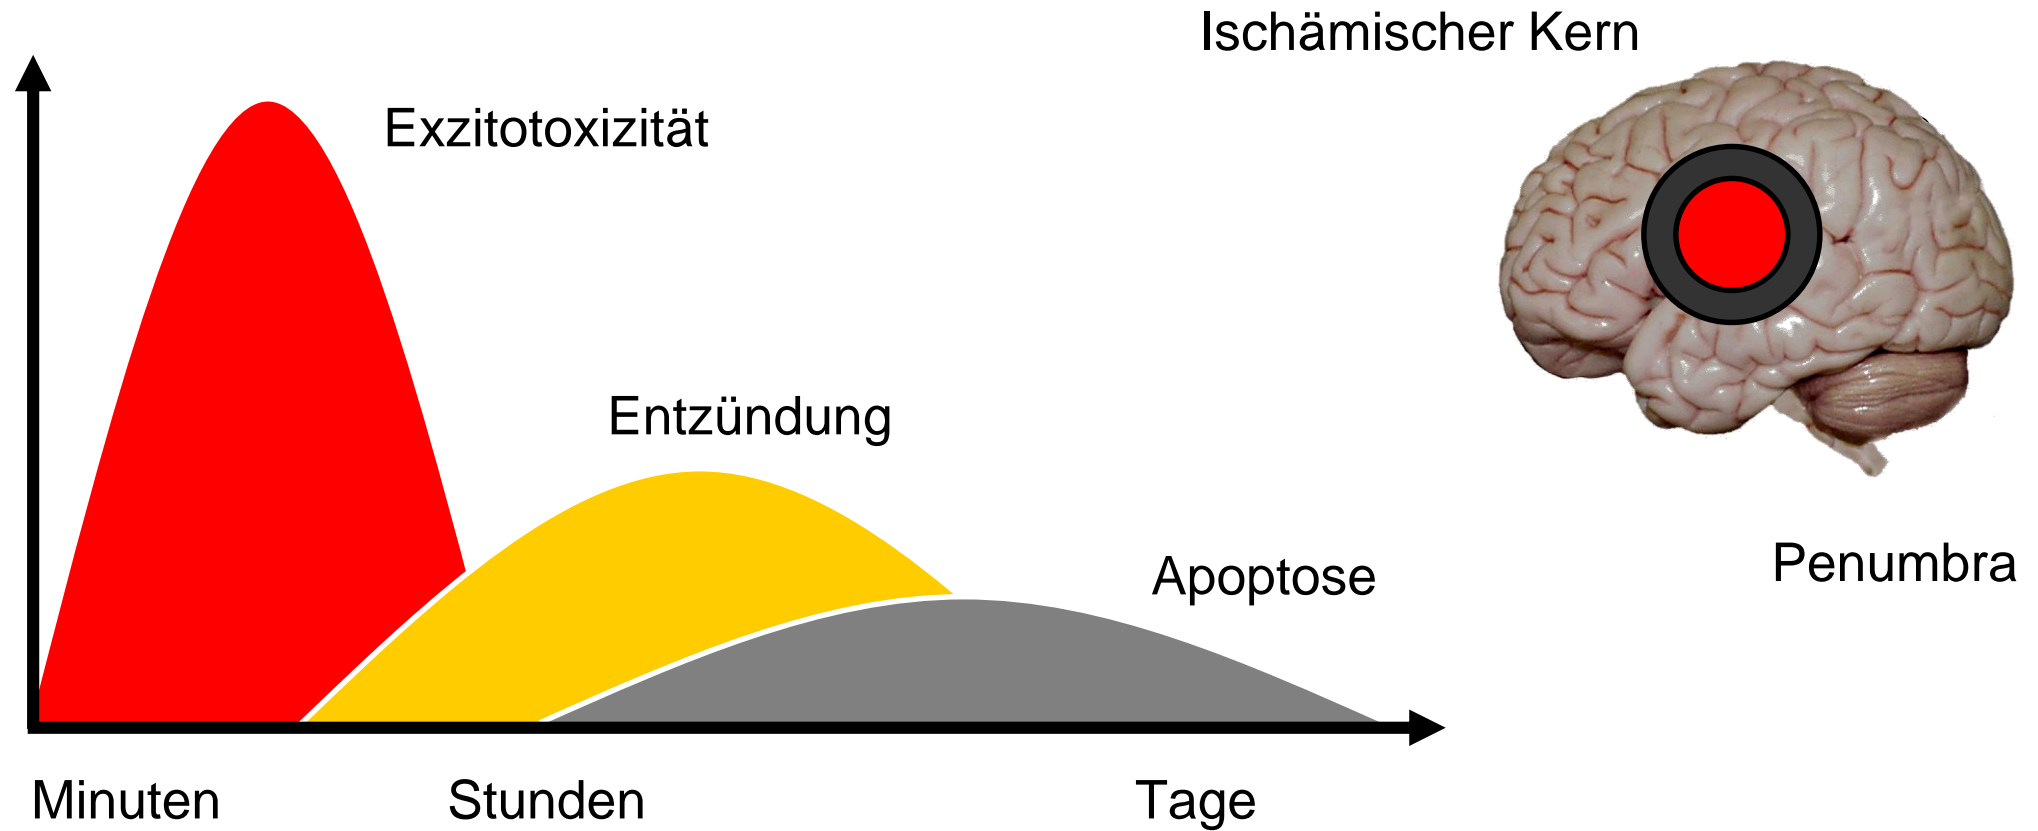 Ischämischer Kern
Exzitotoxizität
Entzündung
Apoptose
Penumbra
Minuten
Stunden
Tage